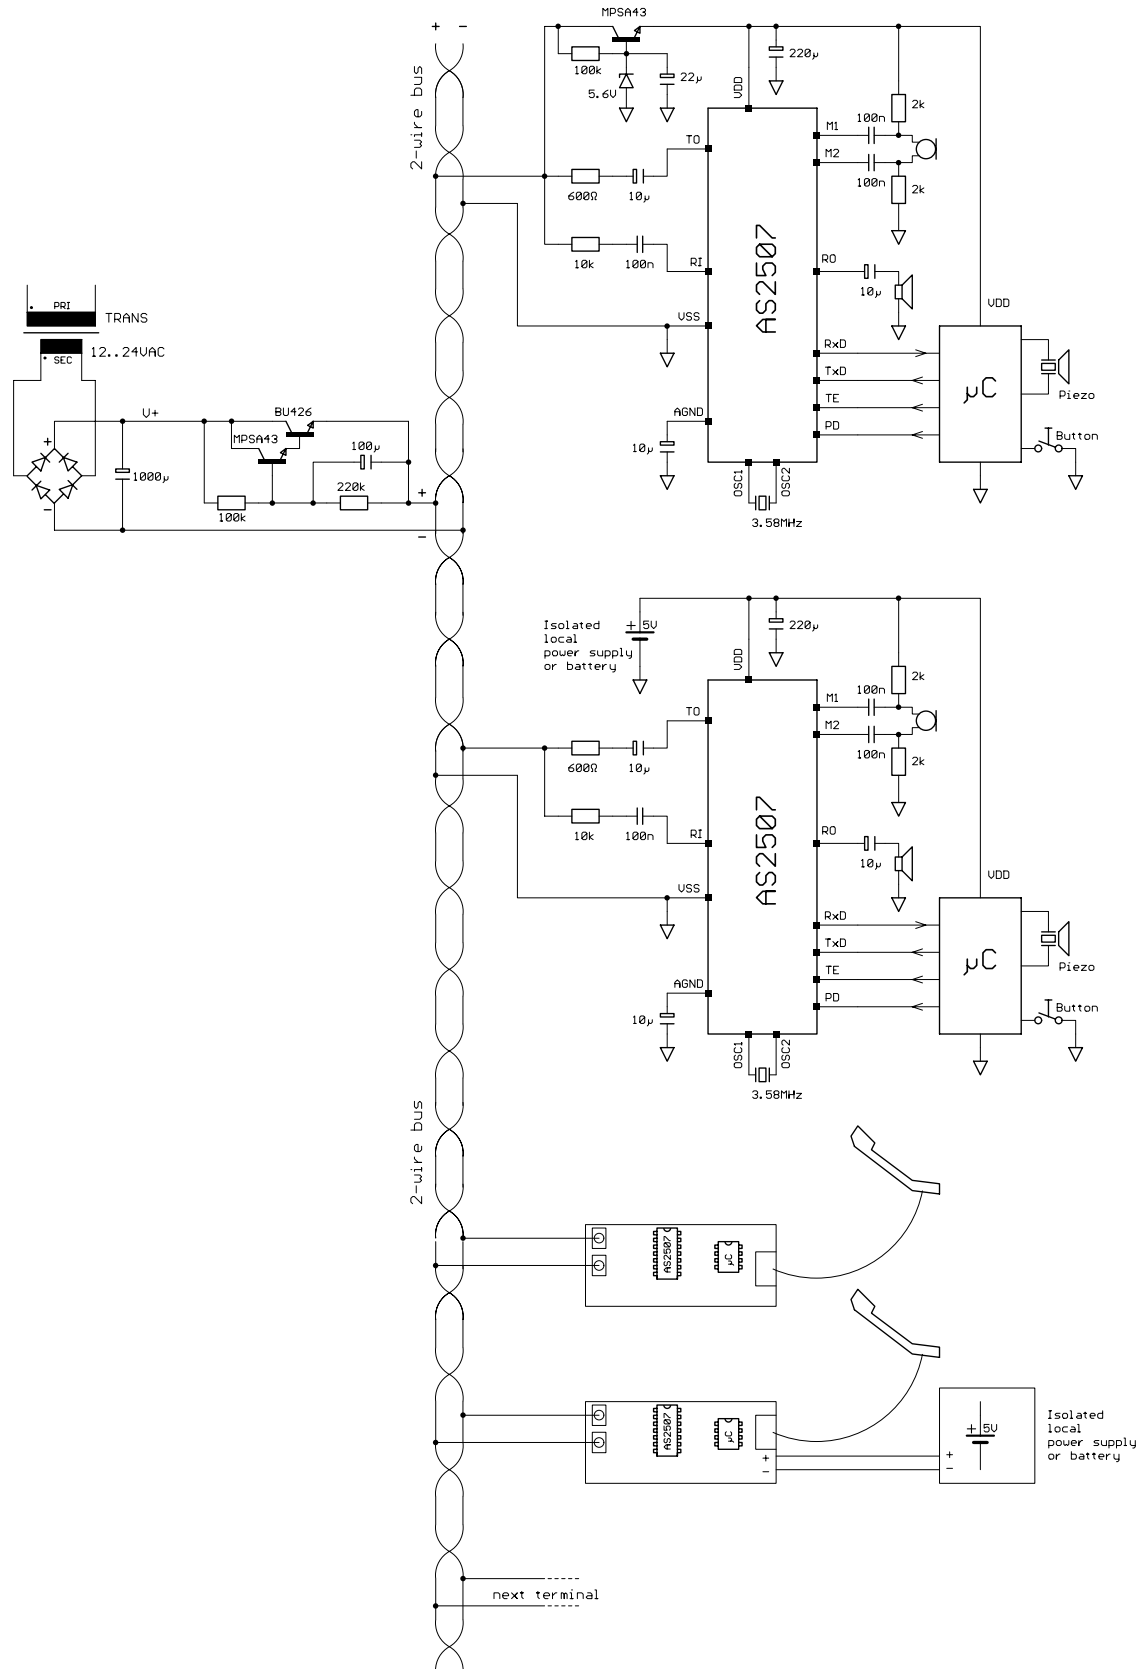 MPSA43
+ -
2-wire bus
100k
5.6V
22µ
220µ
VDD
2k
100n
M1
M2
100n
2k
TO
600Ω
10µ
10k
100n
RI
AS2507
RO
10µ
VSS
VDD
RxD
TxD
TE
PD
µC
Piezo
Button
AGND
10µ
OSC1
OSC2
3.58MHz
PRI
TRANS
SEC
12..24VAC
V+
BU426
MPSA43
+
1000µ
-
100k
100µ
220k
+
-
Isolated
local
power supply
or battery
+ 5V
220µ
VDD
2k
100n
M1
M2
100n
2k
TO
600Ω
10µ
10k
100n
RI
AS2507
RO
10µ
VSS
VDD
RxD
TxD
TE
PD
µC
Piezo
Button
AGND
10µ
OSC1
OSC2
3.58MHz
2-wire bus
AS2507
µC
AS2507
µC
+
-
+
-
+ 5V
Isolated
local
power supply
or battery
next terminal